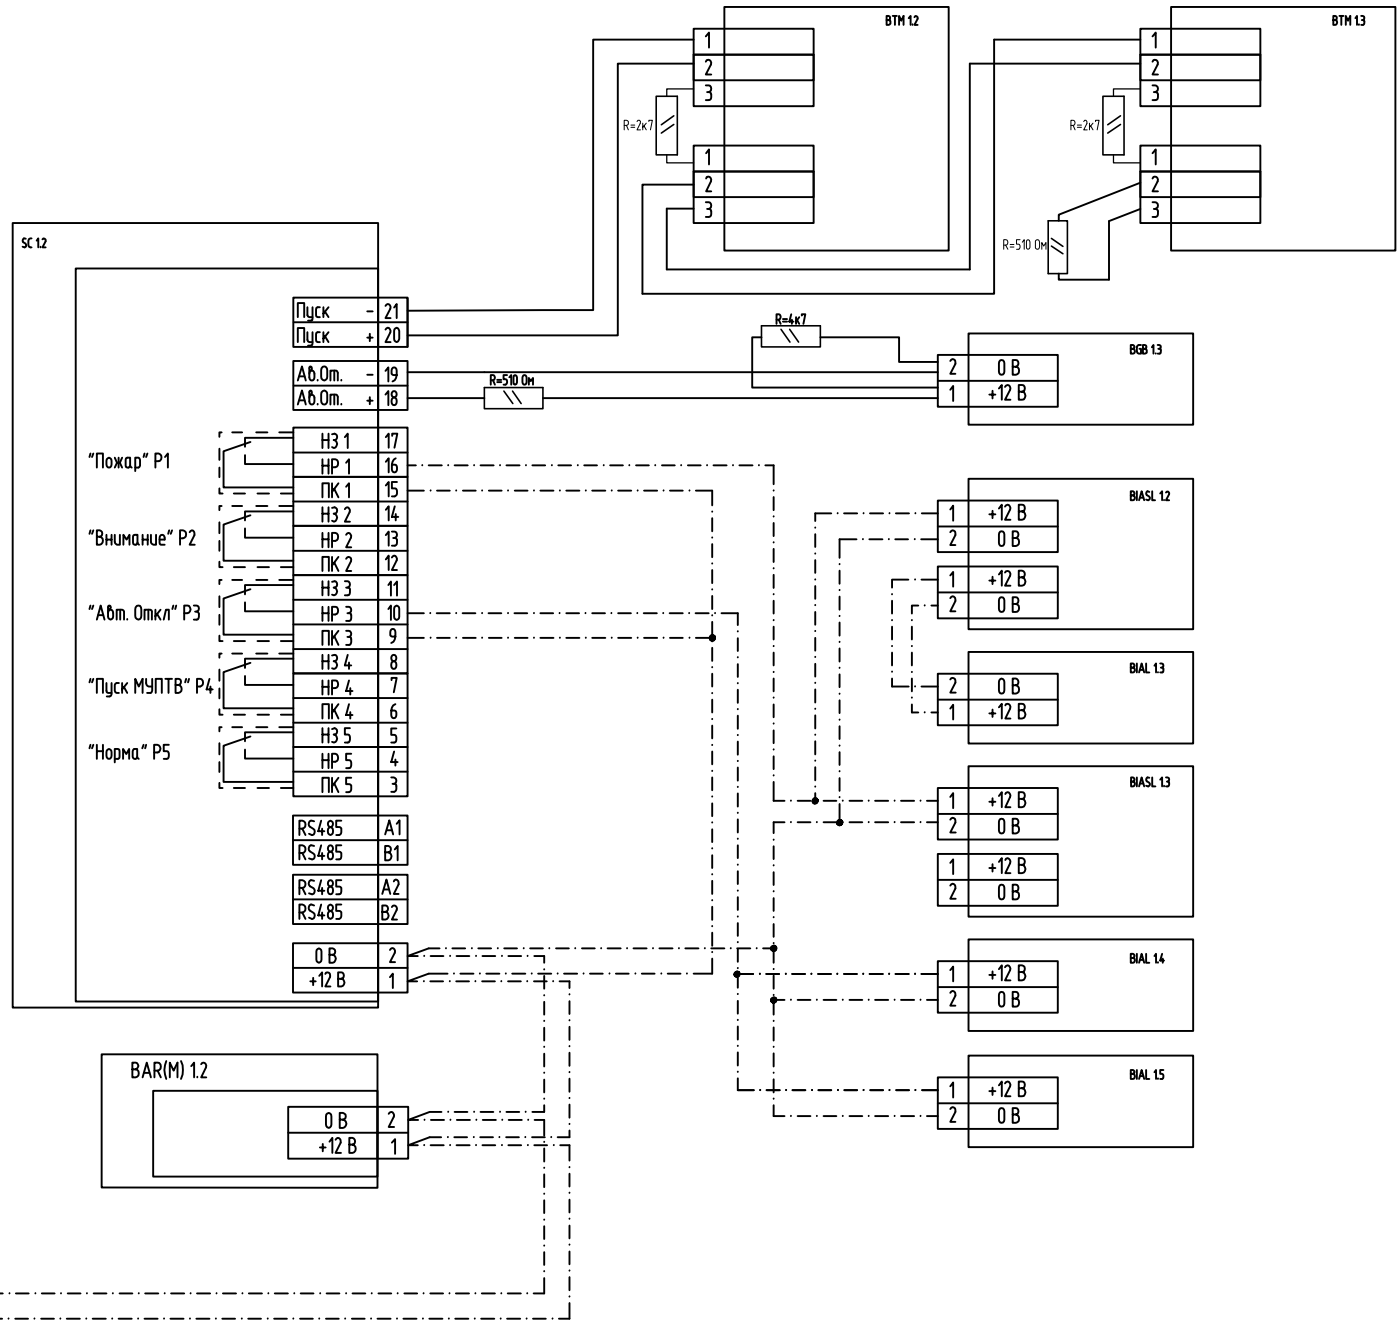 BTM 1.2
1
2
3
R=2к7
1
2
3
BTM 1.3
1
2
3
R=2к7
1
2
3
R=510 Ом
SC 1.2
Пуск - 21
Пуск + 20
Ав.От. - 19
Ав.От. + 18
R=510 Ом
R=4к7
BGB 1.3
2 0 В
1 +12 В
"Пожар" Р1
НЗ 1 17
НР 1 16
ПК 1 15
"Внимание" Р2
НЗ 2 14
НР 2 13
ПК 2 12
"Авт. Откл" Р3
НЗ 3 11
НР 3 10
ПК 3 9
"Пуск МУПТВ" Р4
НЗ 4 8
НР 4 7
ПК 4 6
"Норма" Р5
НЗ 5 5
НР 5 4
ПК 5 3
RS485 A1
RS485 B1
RS485 A2
RS485 B2
0 В 2
+12 В 1
BIASL 1.2
1 +12 В
2 0 В
1 +12 В
2 0 В
BIAL 1.3
2 0 В
1 +12 В
BIASL 1.3
1 +12 В
2 0 В
1 +12 В
2 0 В
BIAL 1.4
1 +12 В
2 0 В
BIAL 1.5
1 +12 В
2 0 В
BAR(M) 1.2
0 В 2
+12 В 1